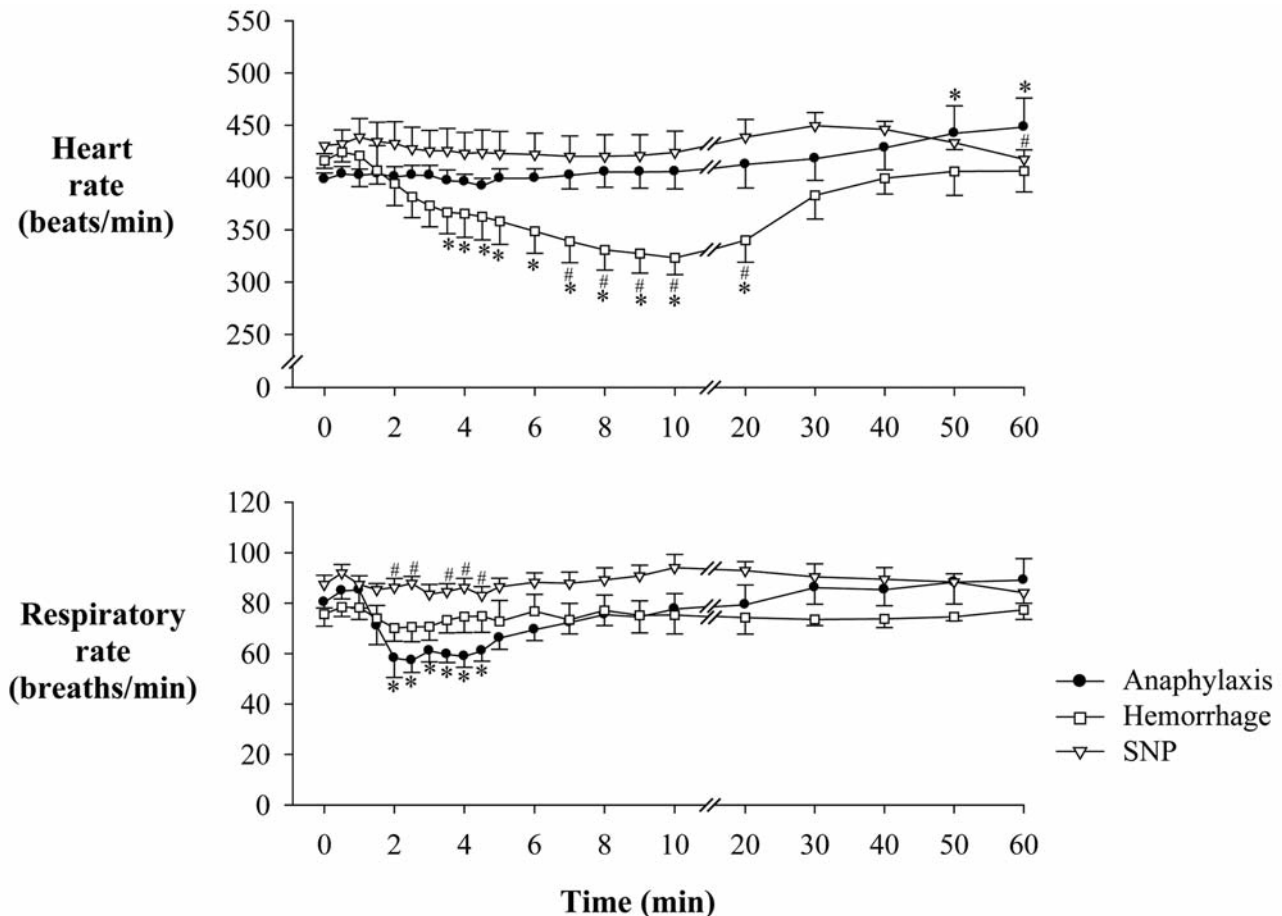 550
500
450
400
350
300
250
0
Heart
rate
(beats/min)
* * * * * * * * * * * *
# # # # # #
0 2 4 6 8 10 20 30 40 50 60
120
100
80
60
40
20
0
Respiratory
rate
(breaths/min)
# # # # #
* * * * * *
0 2 4 6 8 10 20 30 40 50 60
Time (min)
Anaphylaxis
Hemorrhage
SNP